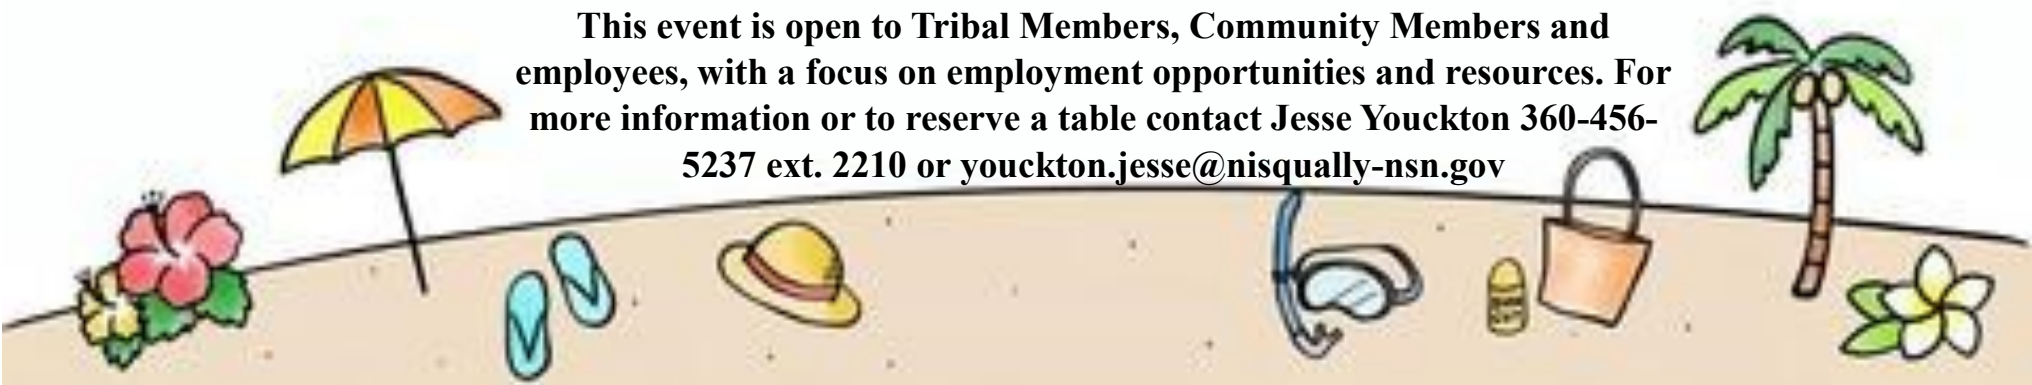 This event is open to Tribal Members, Community Members and
employees, with a focus on employment opportunities and resources. For
more information or to reserve a table contact Jesse Youckton 360-456-
5237 ext. 2210 or youckton.jesse@nisqually-nsn.gov